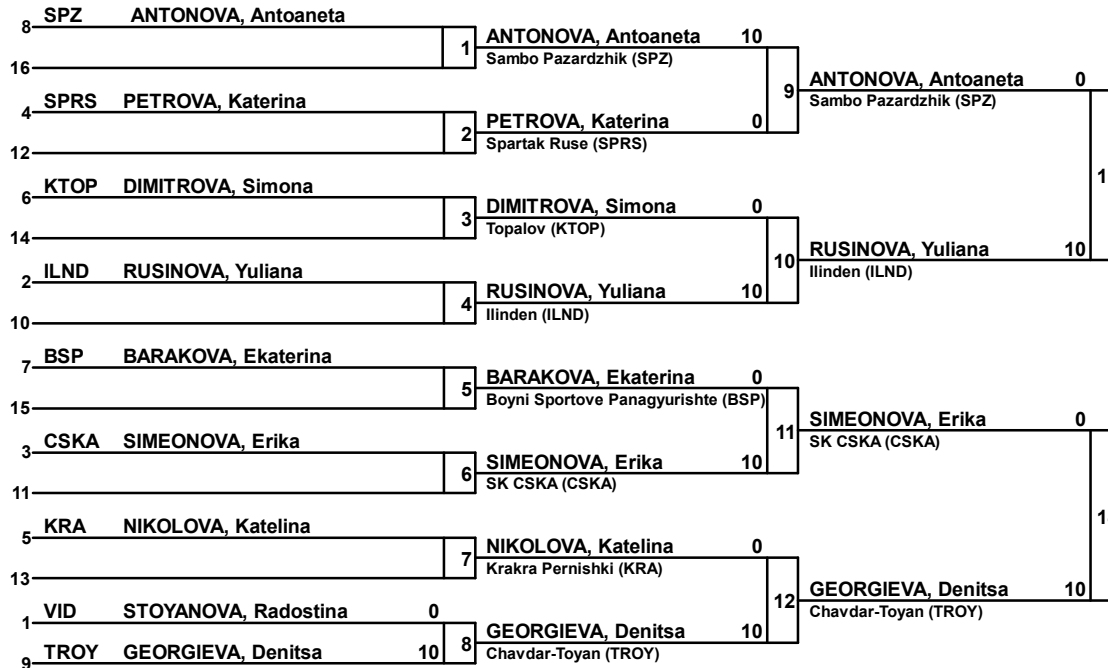 8 SPZ ANTONOVA, Antoaneta
16
1 ANTONOVA, Antoaneta 10
Sambo Pazardzhik (SPZ)
4 SPRS PETROVA, Katerina
12
2 PETROVA, Katerina 0
Spartak Ruse (SPRS)
9 ANTONOVA, Antoaneta 0
Sambo Pazardzhik (SPZ)
6 KTOP DIMITROVA, Simona
14
3 DIMITROVA, Simona 0
Topalov (KTOP)
2 ILND RUSINOVA, Yuliana
10
4 RUSINOVA, Yuliana 10
Ilinden (ILND)
10 RUSINOVA, Yuliana 10
Ilinden (ILND)
1
7 BSP BARAKOVA, Ekaterina
15
5 BARAKOVA, Ekaterina 0
Boyni Sportove Panagyurishte (BSP)
3 CSKA SIMEONOVA, Erika
11
6 SIMEONOVA, Erika 10
SK CSKA (CSKA)
11 SIMEONOVA, Erika 0
SK CSKA (CSKA)
5 KRA NIKOLOVA, Katelina
13
7 NIKOLOVA, Katelina 0
Krakra Pernishki (KRA)
1 VID STOYANOVA, Radostina 0
9 TROY GEORGIEVA, Denitsa 10
8 GEORGIEVA, Denitsa 10
Chavdar-Toyan (TROY)
12 GEORGIEVA, Denitsa 10
Chavdar-Toyan (TROY)
1